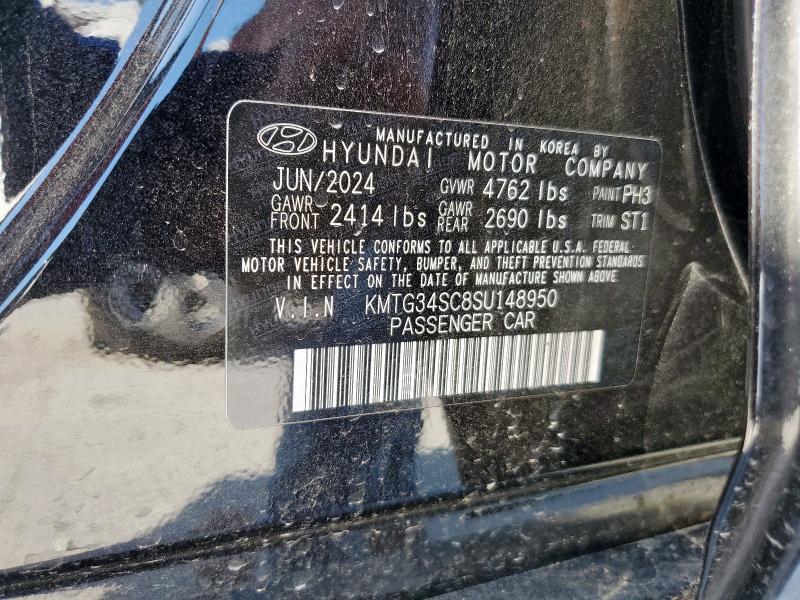 MANUFACTURED IN KOREA BY
HYUNDAI MOTOR COMPANY
JUN/2024 GVWR 4762 lbs PAINT PH3
GAWR FRONT 2414 lbs GAWR REAR 2690 lbs TRIM ST1
THIS VEHICLE CONFORMS TO ALL APPLICABLE U.S.A. FEDERAL
MOTOR VEHICLE SAFETY, BUMPER, AND THEFT PREVENTION STANDARDS
IN EFFECT ON THE DATE OF MANUFACTURE SHOWN ABOVE
V.I.N KMTG34SC8SU148950
PASSENGER CAR